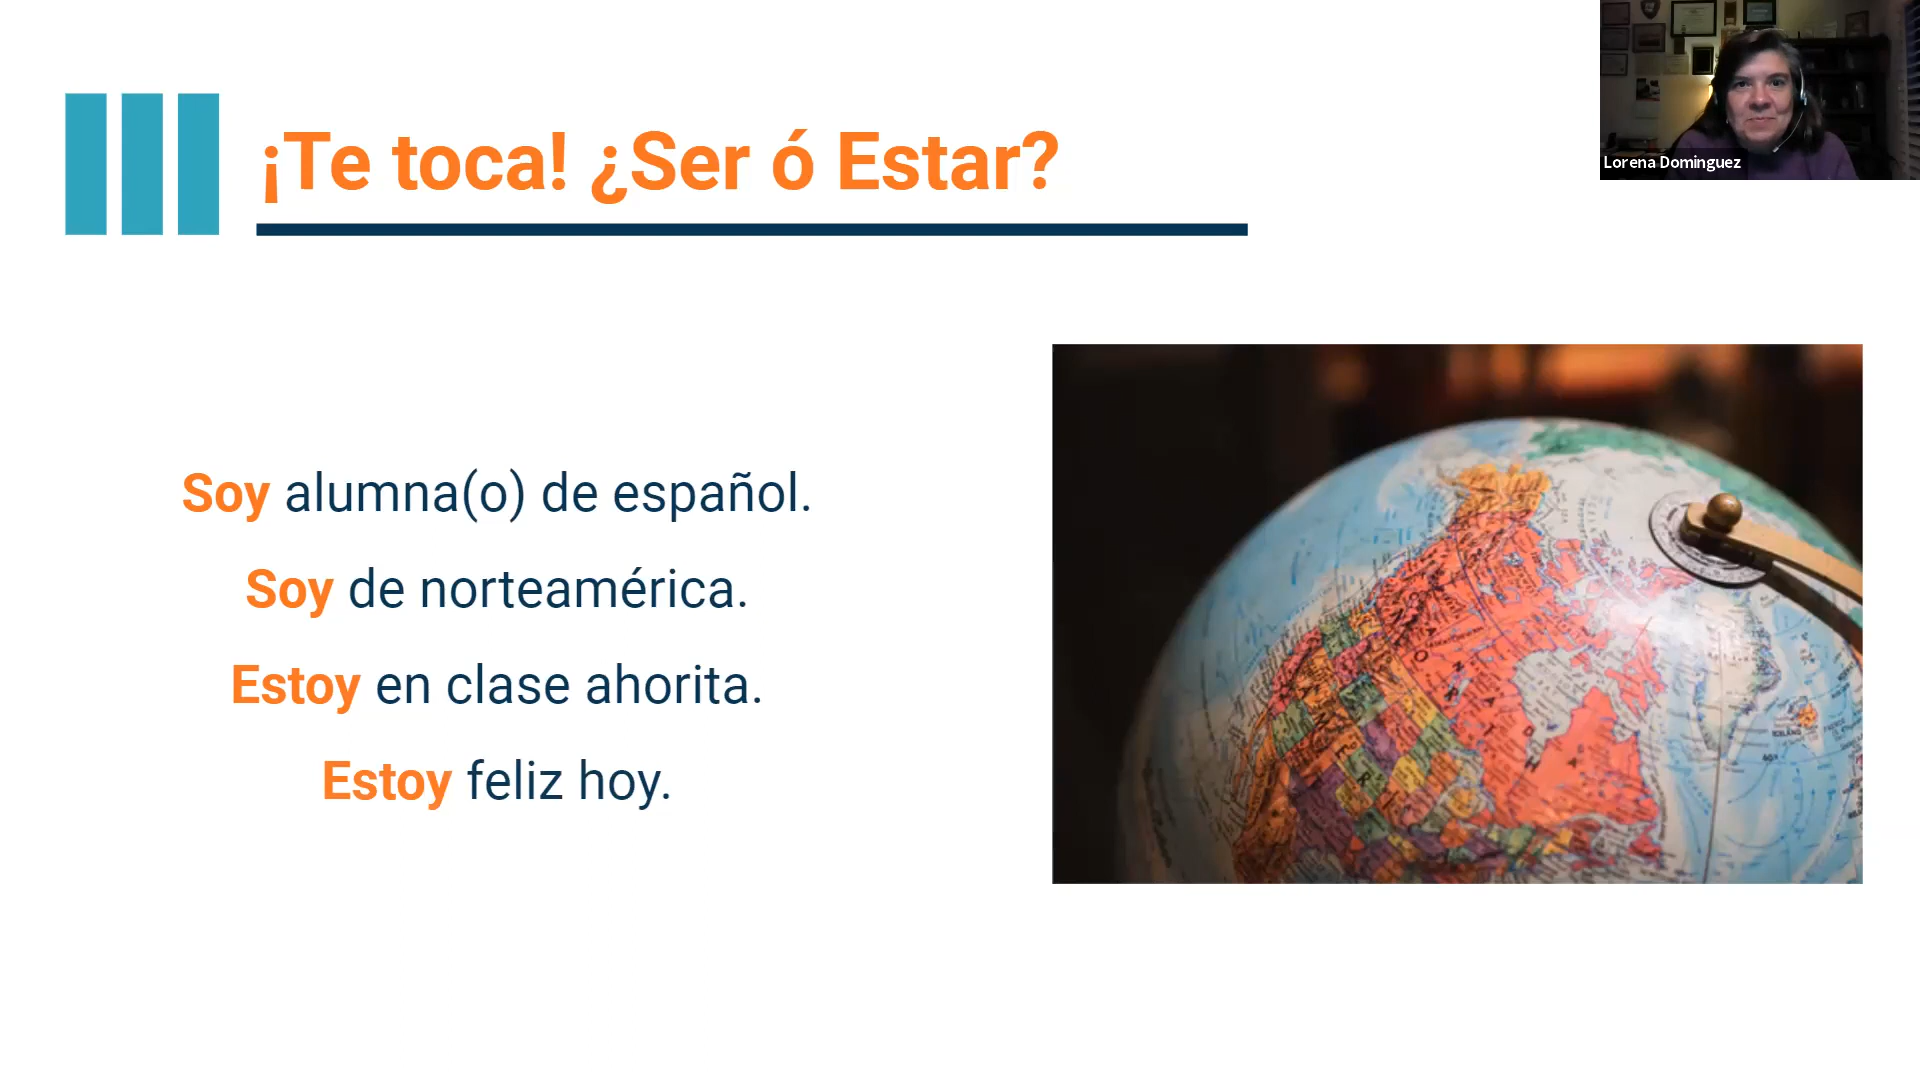 ¡Te toca! ¿Ser ó Estar?
Lorena Dominguez
Soy alumna(o) de español.
Soy de norteamérica.
Estoy en clase ahorita.
Estoy feliz hoy.